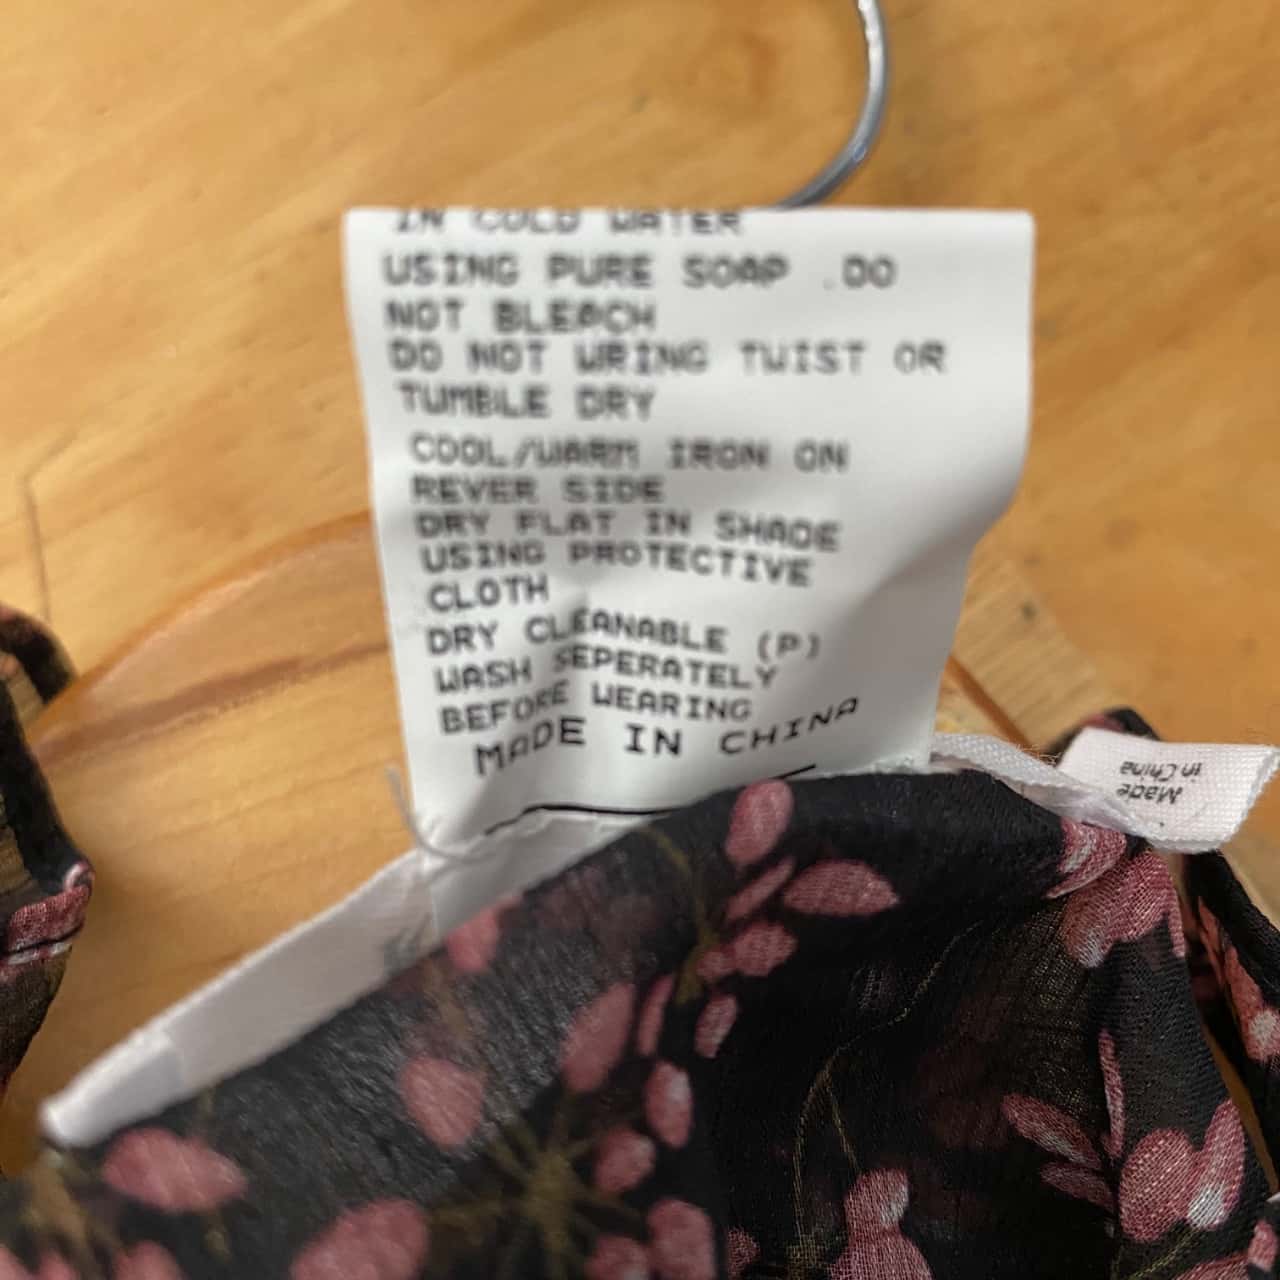 IN COLD WATER
USING PURE SOAP .DO
NOT BLEACH
DO NOT WRING TWIST OR
TUMBLE DRY
COOL/WARM IRON ON
REVER SIDE
DRY FLAT IN SHADE
USING PROTECTIVE
CLOTH
DRY CLEANABLE (P)
WASH SEPERATELY
BEFORE WEARING
MADE IN CHINA
Made
in China